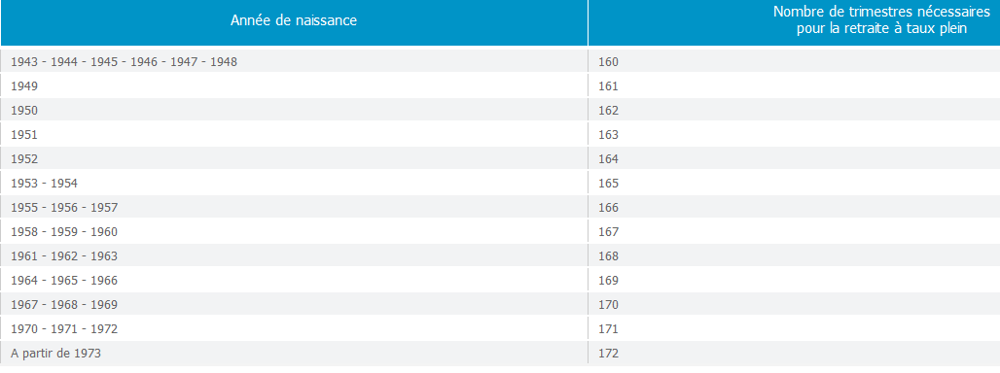 Année de naissance
Nombre de trimestres nécessaires
pour la retraite à taux plein
1943 - 1944 - 1945 - 1946 - 1947 - 1948 160
1949 161
1950 162
1951 163
1952 164
1953 - 1954 165
1955 - 1956 - 1957 166
1958 - 1959 - 1960 167
1961 - 1962 - 1963 168
1964 - 1965 - 1966 169
1967 - 1968 - 1969 170
1970 - 1971 - 1972 171
A partir de 1973 172